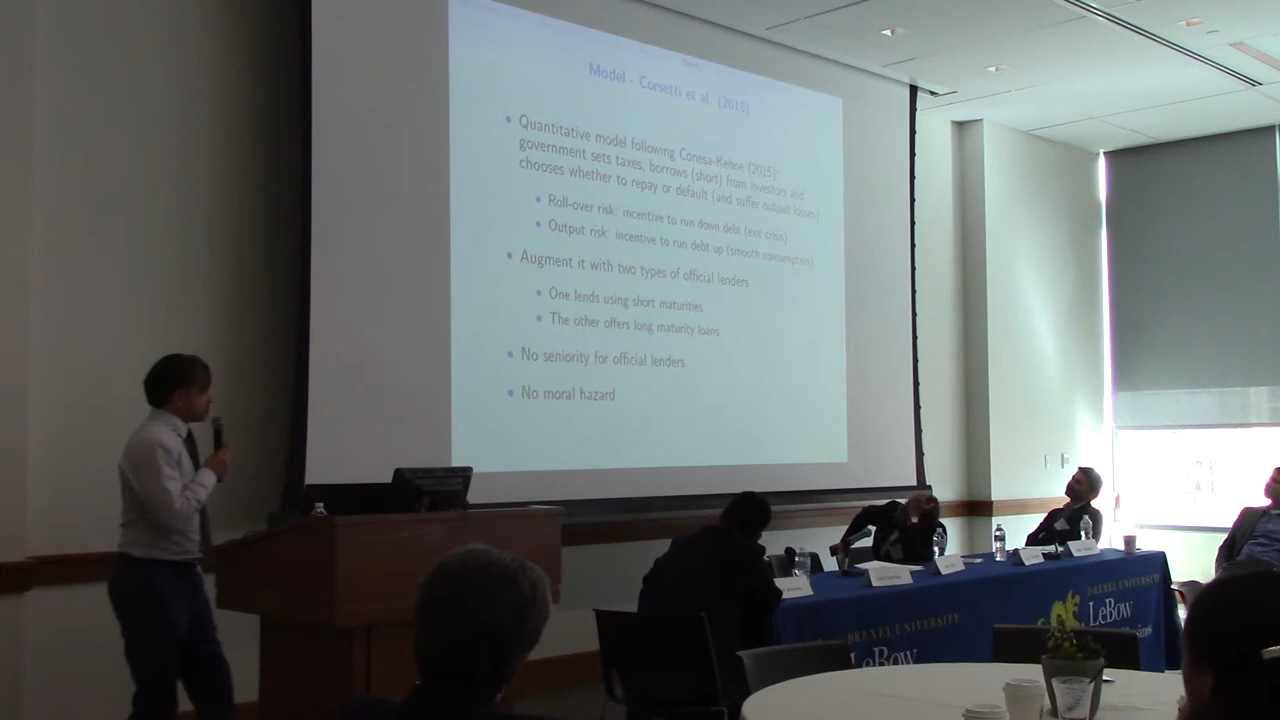 Model - Corsetti et al. (2018)
Quantitative model following Conesa-Kehoe (2015):
government sets taxes, borrows (short) from investors and
chooses whether to repay or default (and suffer output losses)
Roll-over risk: incentive to run down debt (exit crisis)
Output risk: incentive to run debt up (smooth consumption)
Augment it with two types of official lenders
One lends using short maturities
The other offers long maturity loans
No seniority for official lenders
No moral hazard
DREXEL UNIVERSITY
LeBow
DREXEL UNIVERSITY
LeBow